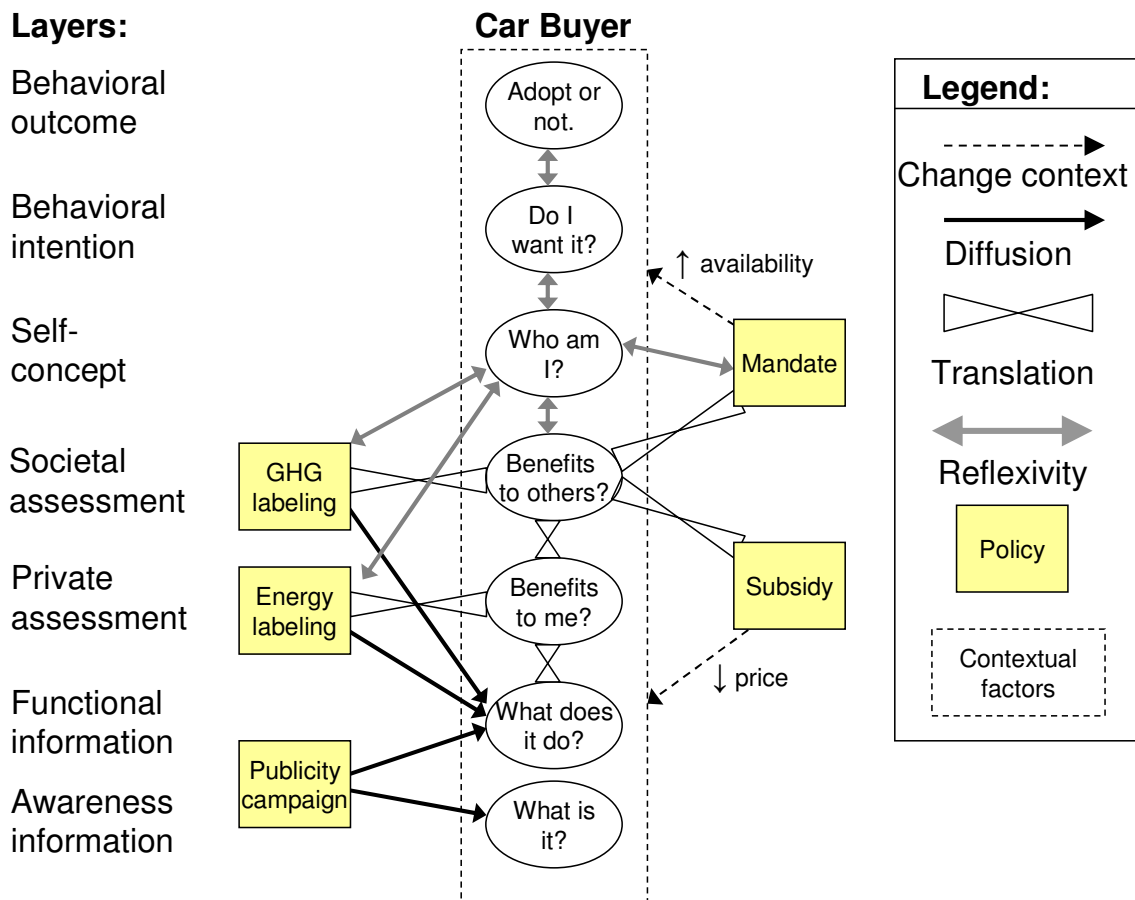 Layers:
Car Buyer
Behavioral
outcome
Adopt or
not.
Behavioral
intention
Do I
want it?
↑ availability
Self-
concept
Who am
I?
Mandate
Societal
assessment
GHG
labeling
Benefits
to others?
Private
assessment
Energy
labeling
Benefits
to me?
Subsidy
↓ price
Functional
information
What does
it do?
Publicity
campaign
Awareness
information
What is
it?
Legend:
Change context
Diffusion
Translation
Reflexivity
Policy
Contextual
factors